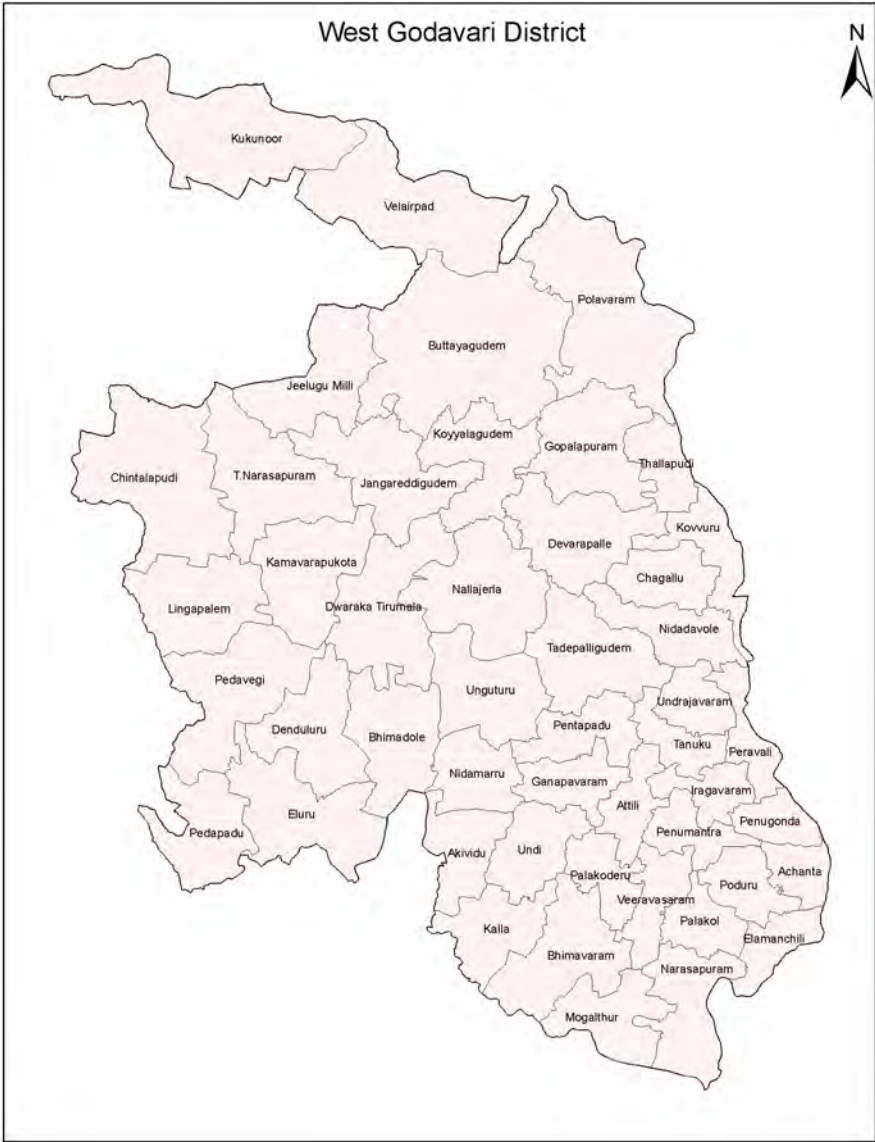 West Godavari District
N
Kukunoor
Velairpad
Polavaram
Buttayagudem
Jeelugu Milli
Koyyalagudem
Gopalapuram
Thallapudi
Chintalapudi
T.Narasapuram
Jangareddigudem
Kovvuru
Devarapalle
Kamavarapukota
Chagallu
Nallajerla
Lingapalem
Dwaraka Tirumala
Nidadavole
Tadepalligudem
Pedavegi
Unguturu
Undrajavaram
Denduluru
Bhimadole
Pentapadu
Tanuku
Peravali
Nidamarru
Ganapavaram
Iragavaram
Attili
Eluru
Penugonda
Pedapadu
Penumantra
Akividu
Undi
Palakoderu
Achanta
Poduru
Veeravasaram
Palakol
Kalla
Elamanchili
Bhimavaram
Narasapuram
Mogalthur